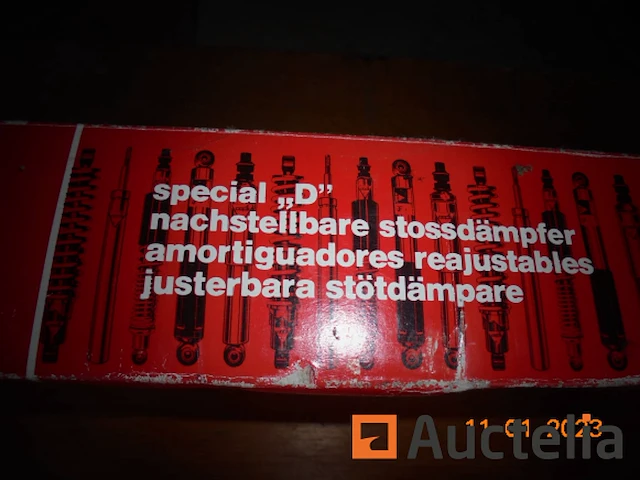 special „D”
nachstellbare stossdämpfer
amortiguadores reajustables
justerbara stötdämpare
11 01 2023
Auctelia